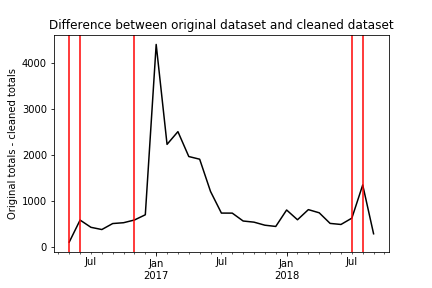 Difference between original dataset and cleaned dataset
Original totals - cleaned totals
4000
3000
2000
1000
0
Jul
Jan
2017
Jul
Jan
2018
Jul